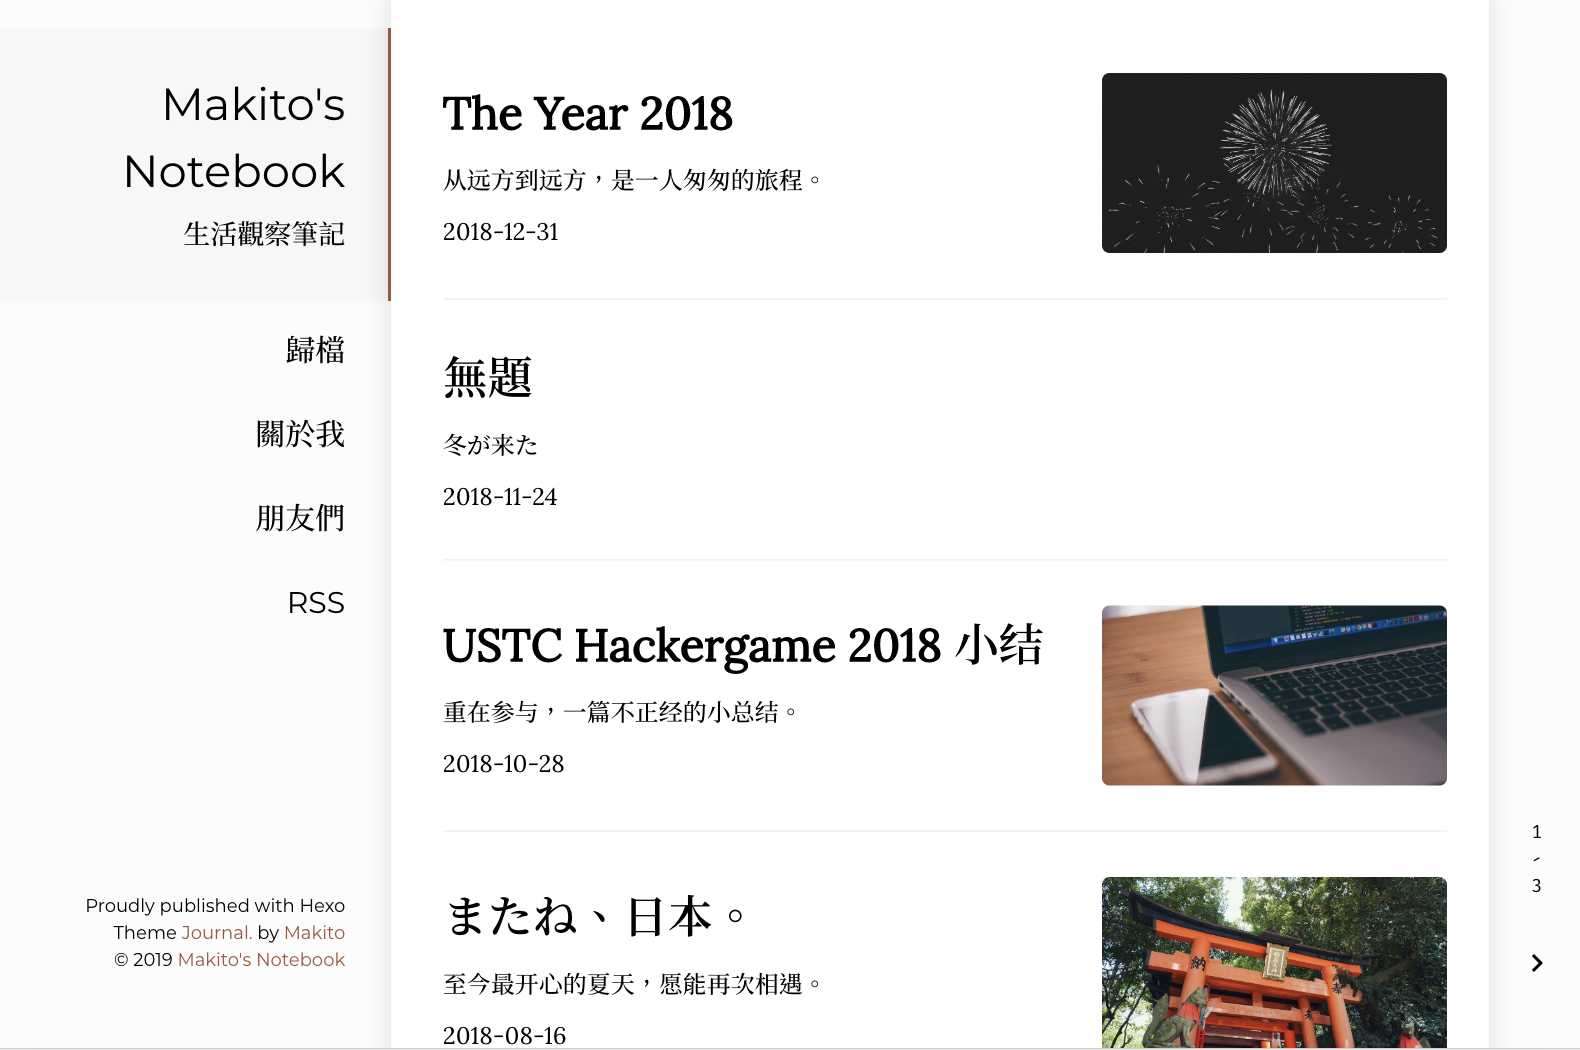 Makito's
Notebook
生活觀察筆記
歸檔
關於我
朋友們
RSS
Proudly published with Hexo
Theme Journal. by Makito
© 2019 Makito's Notebook
The Year 2018
从远方到远方，是一人匆匆的旅程。
2018-12-31
無題
冬が来た
2018-11-24
USTC Hackergame 2018 小结
重在参与，一篇不正经的小总结。
2018-10-28
またね、日本。
至今最开心的夏天，愿能再次相遇。
2018-08-16
納
奉
1
/
3